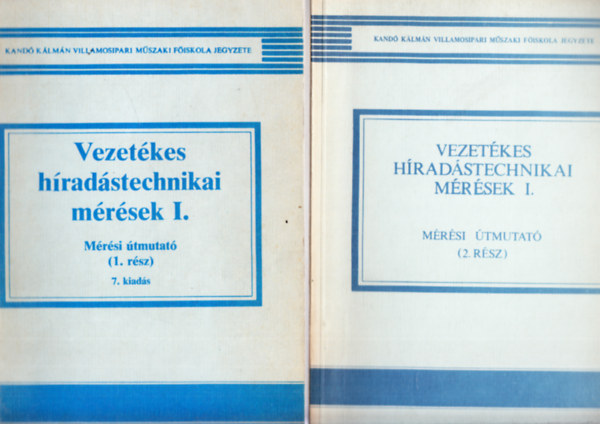 KANDÓ KÁLMÁN VILLAMOSIPARI MŰSZAKI FŐISKOLA JEGYZETE
Vezetékes
híradástechnikai
mérések I.
Mérési útmutató
(1. rész)
7. kiadás
KANDÓ KÁLMÁN VILLAMOSIPARI MŰSZAKI FŐISKOLA JEGYZETE
VEZETÉKES
HÍRADÁSTECHNIKAI
MÉRÉSEK I.
MÉRÉSI ÚTMUTATÓ
(2. RÉSZ)